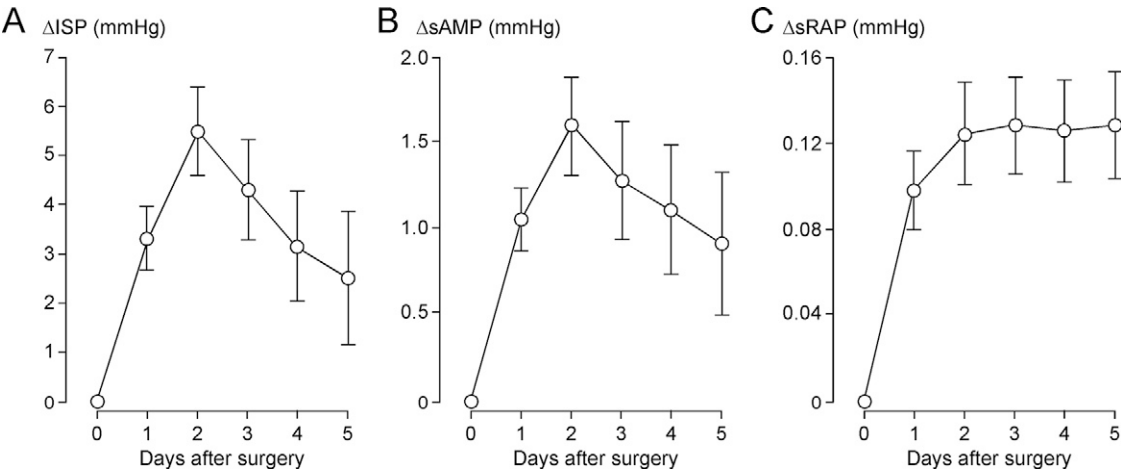 A ΔISP (mmHg)
7
6
5
4
3
2
1
0
0 1 2 3 4 5
Days after surgery
B ΔsAMP (mmHg)
2.0
1.5
1.0
0.5
0
0 1 2 3 4 5
Days after surgery
C ΔsRAP (mmHg)
0.16
0.12
0.08
0.04
0
0 1 2 3 4 5
Days after surgery